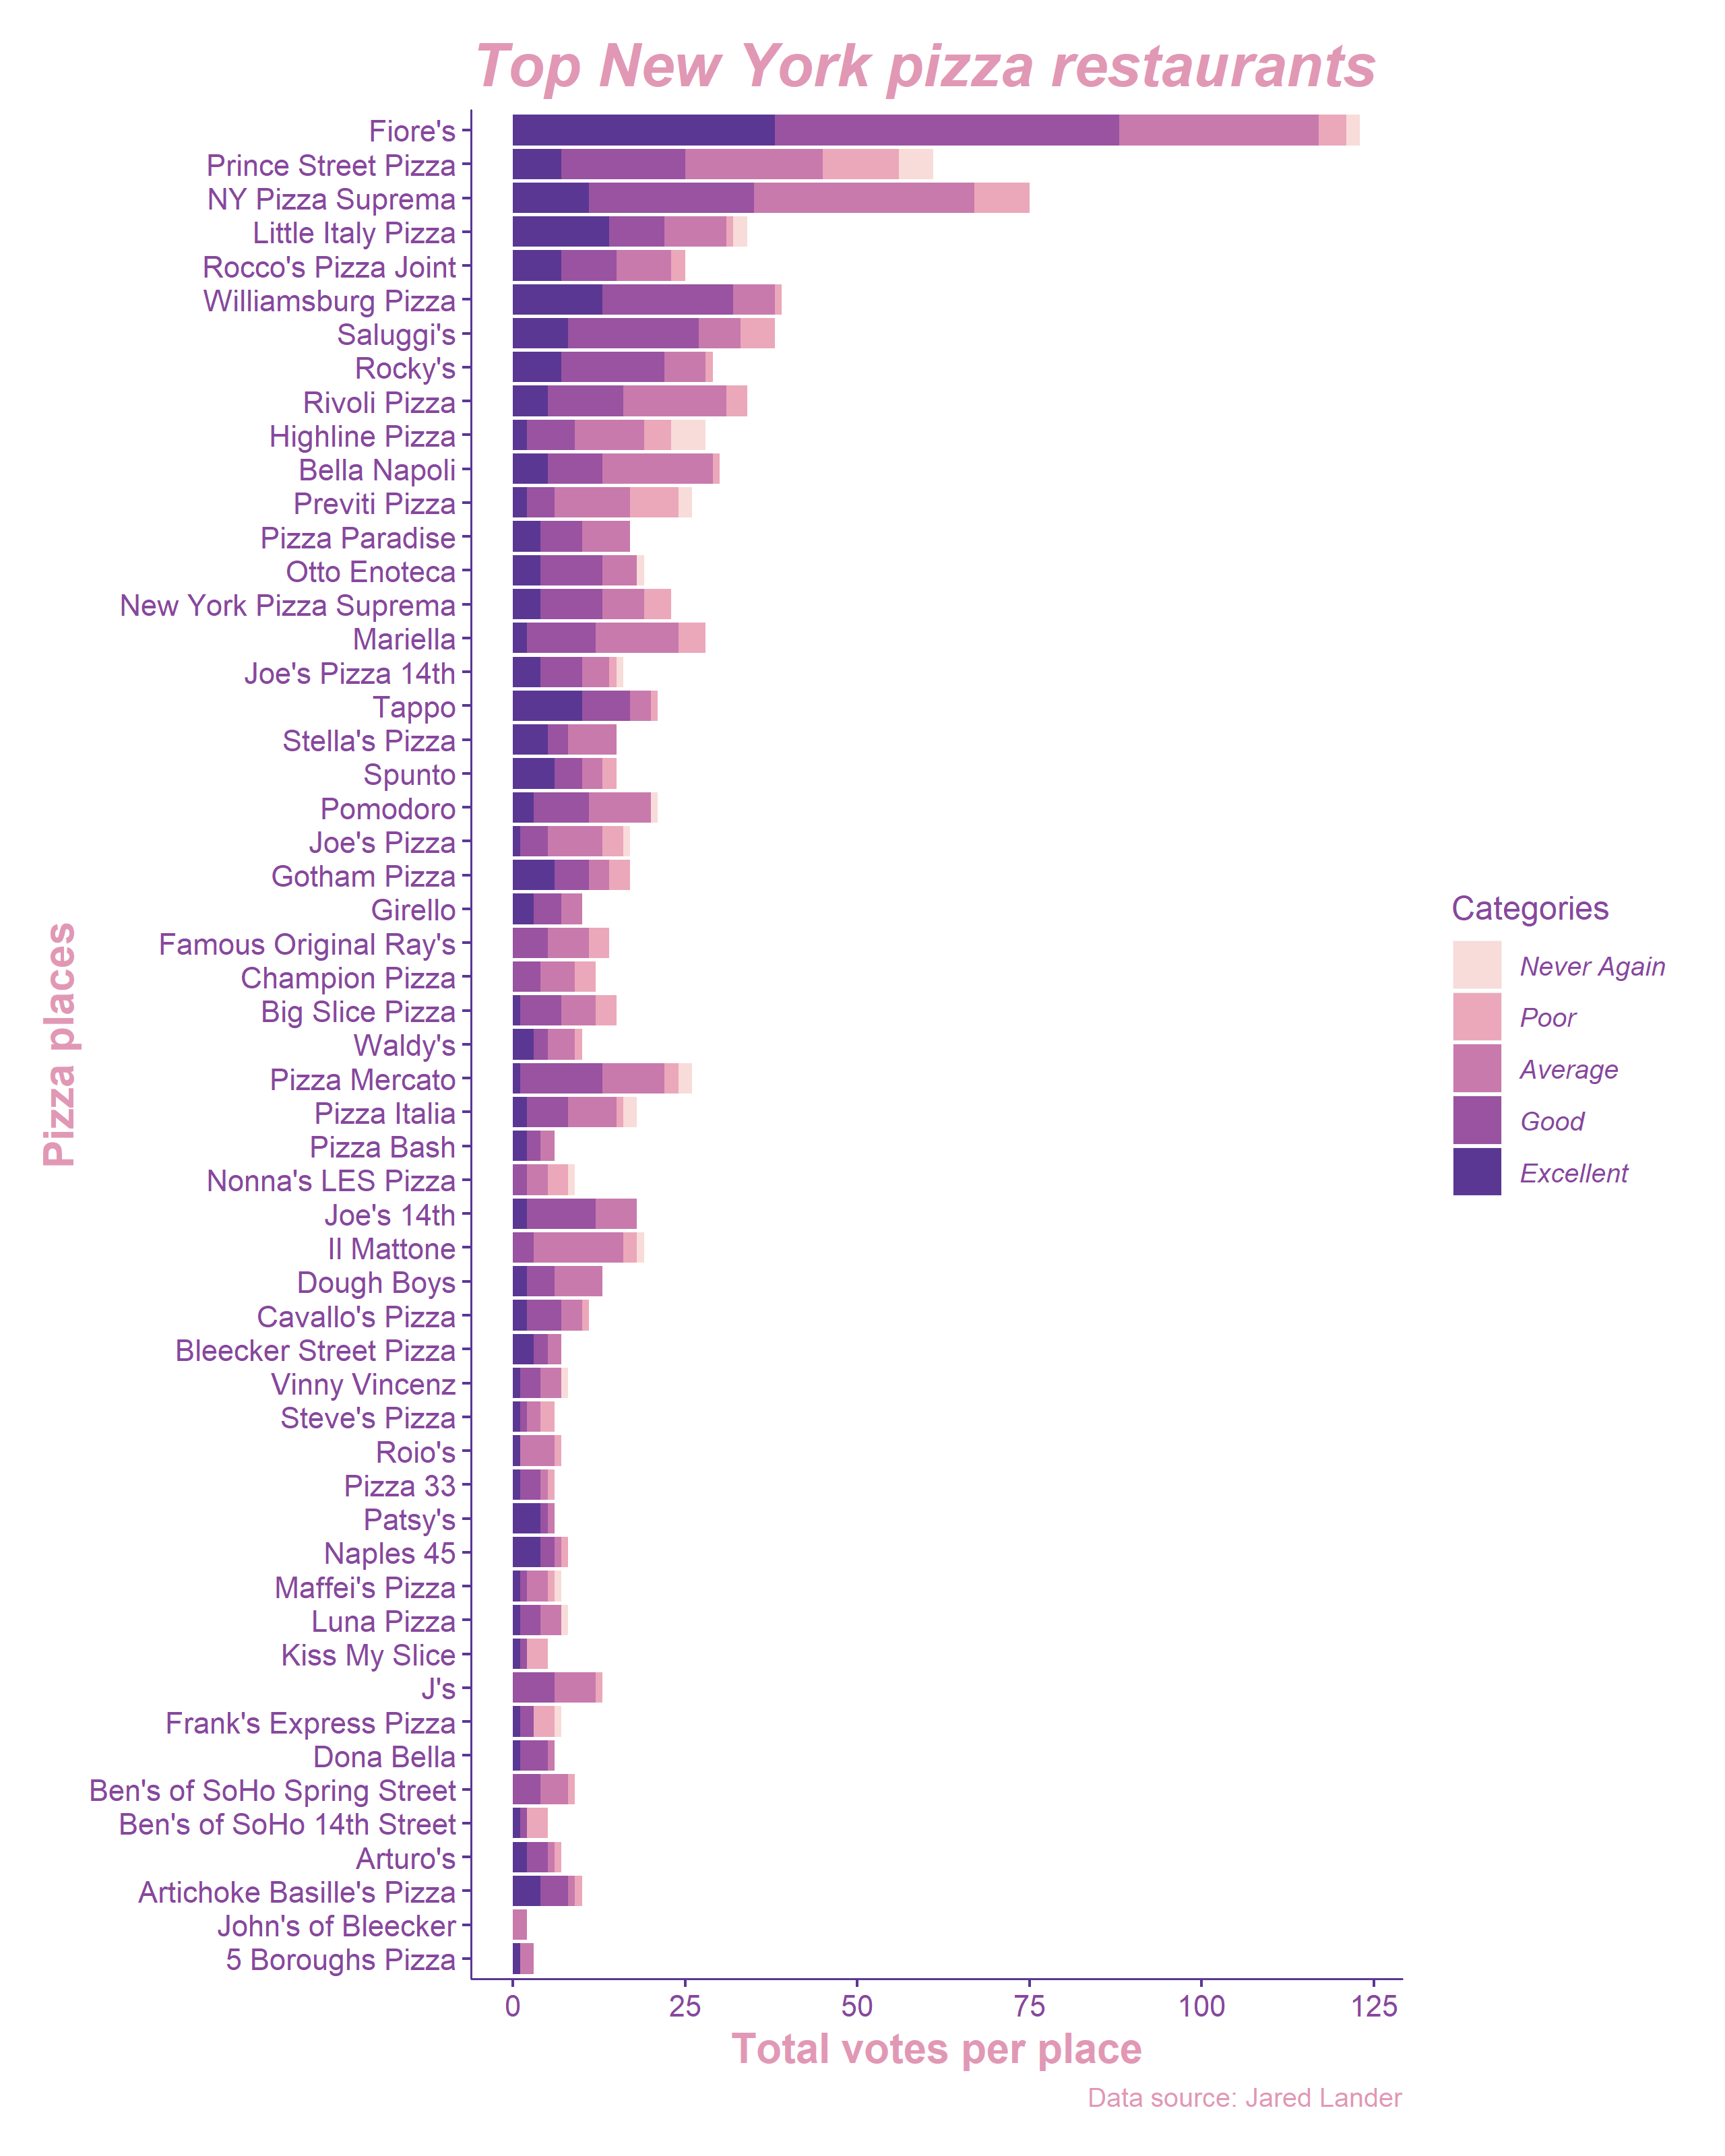 Top New York pizza restaurants
Pizza places
Fiore's
Prince Street Pizza
NY Pizza Suprema
Little Italy Pizza
Rocco's Pizza Joint
Williamsburg Pizza
Saluggi's
Rocky's
Rivoli Pizza
Highline Pizza
Bella Napoli
Previti Pizza
Pizza Paradise
Otto Enoteca
New York Pizza Suprema
Mariella
Joe's Pizza 14th
Tappo
Stella's Pizza
Spunto
Pomodoro
Joe's Pizza
Gotham Pizza
Girello
Famous Original Ray's
Champion Pizza
Big Slice Pizza
Waldy's
Pizza Mercato
Pizza Italia
Pizza Bash
Nonna's LES Pizza
Joe's 14th
Il Mattone
Dough Boys
Cavallo's Pizza
Bleecker Street Pizza
Vinny Vincenz
Steve's Pizza
Roio's
Pizza 33
Patsy's
Naples 45
Maffei's Pizza
Luna Pizza
Kiss My Slice
J's
Frank's Express Pizza
Dona Bella
Ben's of SoHo Spring Street
Ben's of SoHo 14th Street
Arturo's
Artichoke Basille's Pizza
John's of Bleecker
5 Boroughs Pizza
0 25 50 75 100 125
Total votes per place
Data source: Jared Lander
Categories
Never Again
Poor
Average
Good
Excellent